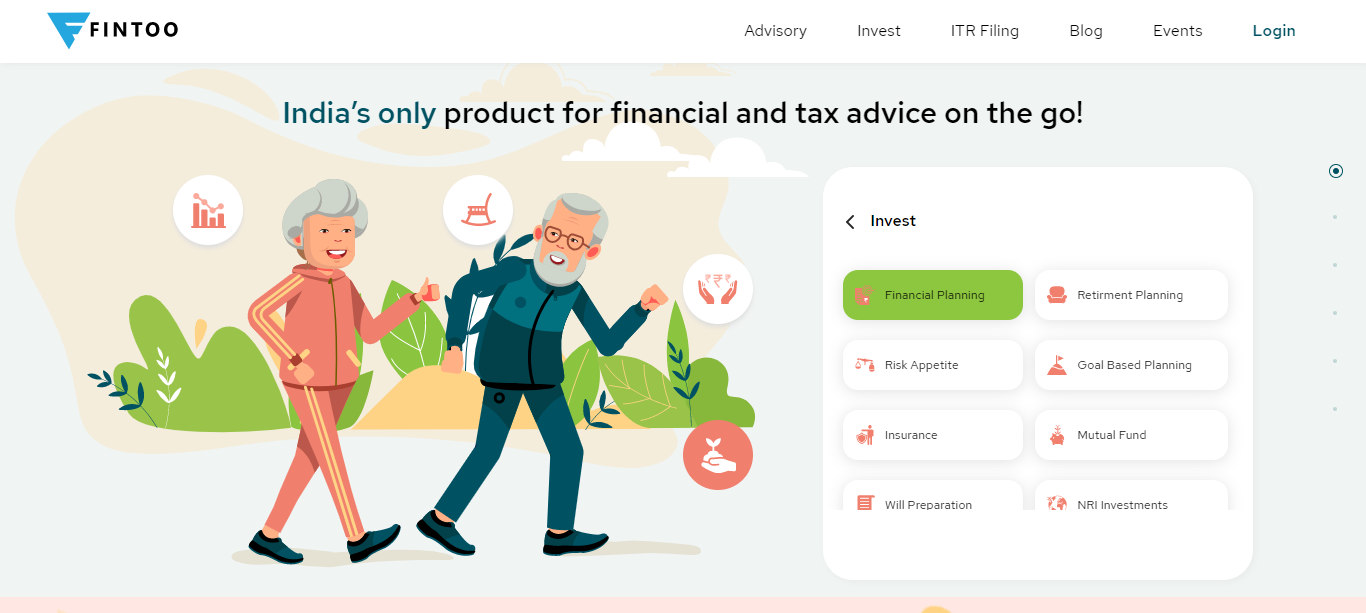 FINTOO
Advisory Invest ITR Filing Blog Events Login
India's only product for financial and tax advice on the go!
Invest
Financial Planning Retirment Planning
Risk Appetite Goal Based Planning
Insurance Mutual Fund
Will Preparation NRI Investments